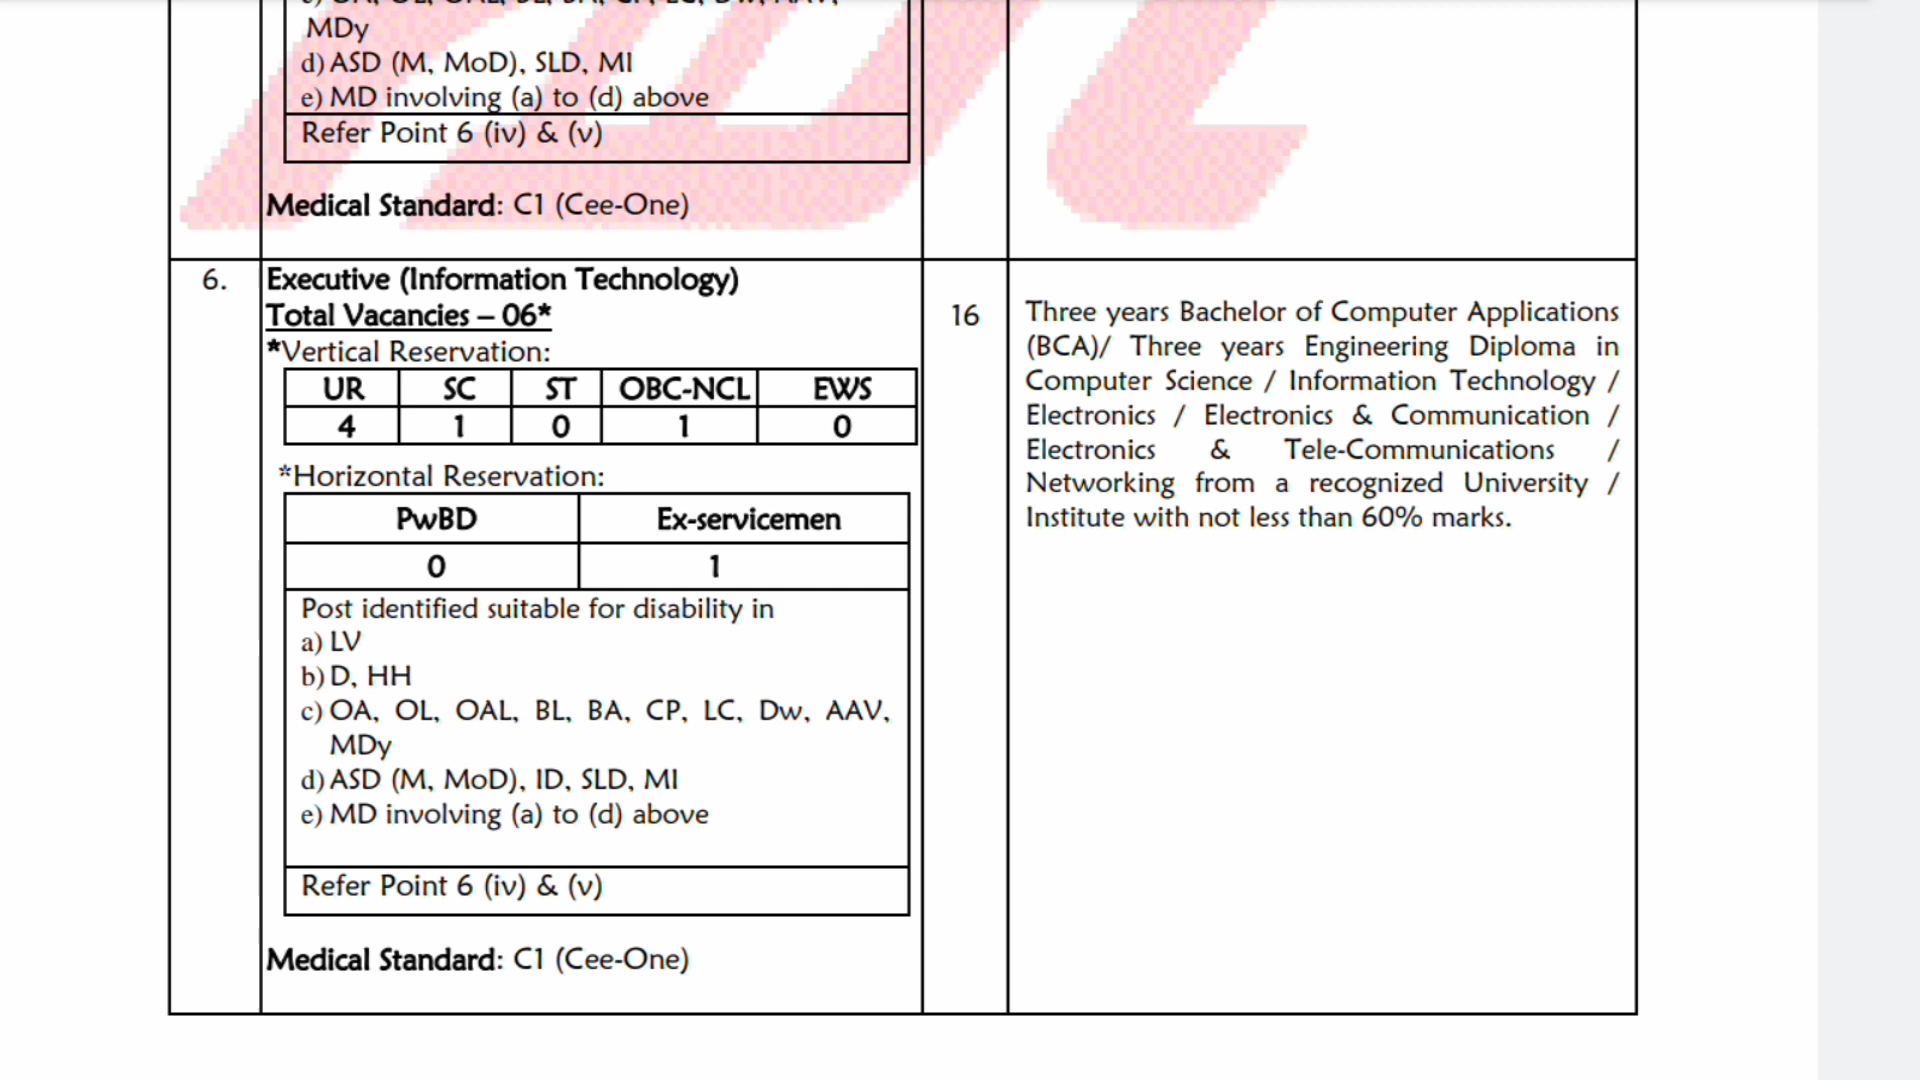 MDy
d) ASD (M, MoD), SLD, MI
e) MD involving (a) to (d) above
Refer Point 6 (iv) & (v)
Medical Standard: C1 (Cee-One)
6.
Executive (Information Technology)
Total Vacancies – 06*
*Vertical Reservation:
UR SC ST OBC-NCL EWS
4 1 0 1 0
*Horizontal Reservation:
PwBD Ex-servicemen
0 1
Post identified suitable for disability in
a) LV
b) D, HH
c) OA, OL, OAL, BL, BA, CP, LC, Dw, AAV,
MDy
d) ASD (M, MoD), ID, SLD, MI
e) MD involving (a) to (d) above
Refer Point 6 (iv) & (v)
Medical Standard: C1 (Cee-One)
16
Three years Bachelor of Computer Applications
(BCA)/ Three years Engineering Diploma in
Computer Science / Information Technology /
Electronics / Electronics & Communication /
Electronics & Tele-Communications /
Networking from a recognized University /
Institute with not less than 60% marks.